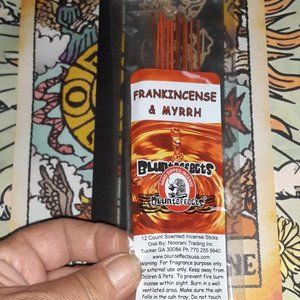 FRANKINCENSE
& MYRRH
Blunteffects
Blunteffects
12 Count Scented Incense Sticks
Dist.By: Noorani Trading Inc
Tucker GA 30084 Ph 770 255 9940
www.blunteffectsusa.com
Warning: For fragrance purpose only
for external use only. Keep away from
Children & Pets. To prevent fire burn
incense within sight. Burn in a well
ventilated area. Make sure the ash
falls in the ash tray. Do not touch